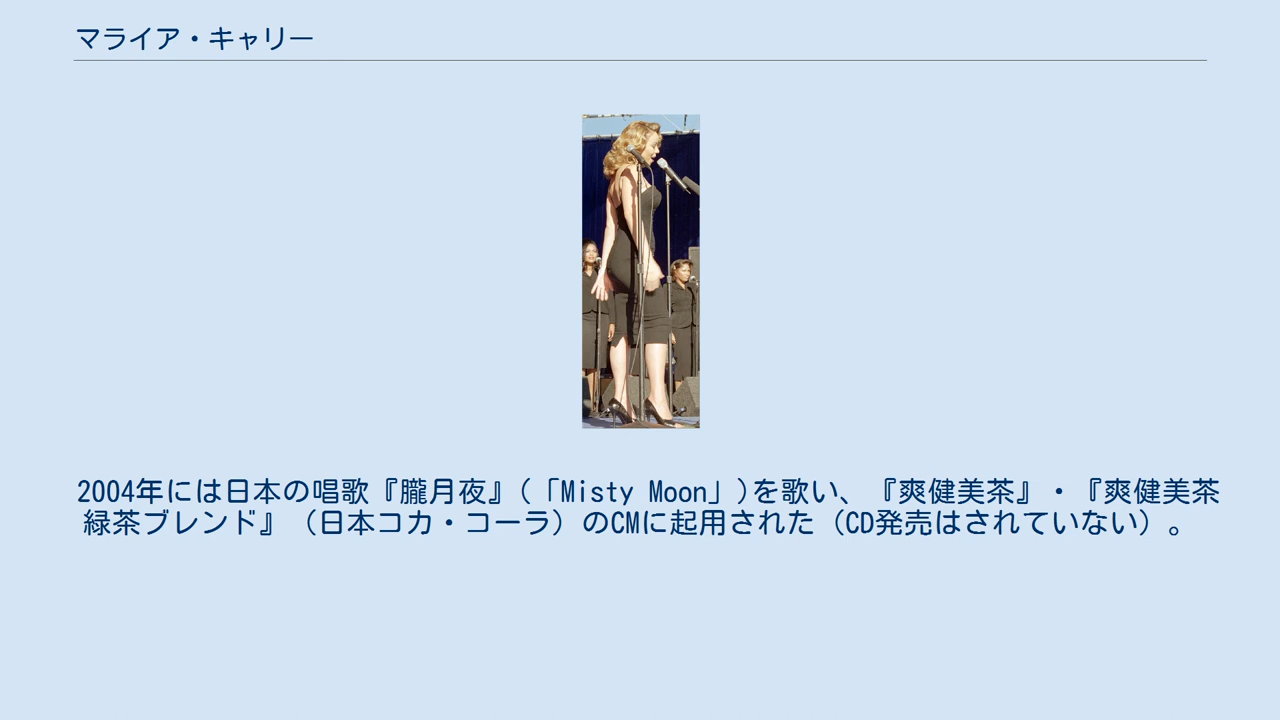 マライア・キャリー
2004年には日本の唱歌『朧月夜』(「Misty Moon」)を歌い、『爽健美茶』・『爽健美茶
緑茶ブレンド』（日本コカ・コーラ）のCMに起用された（CD発売はされていない）。